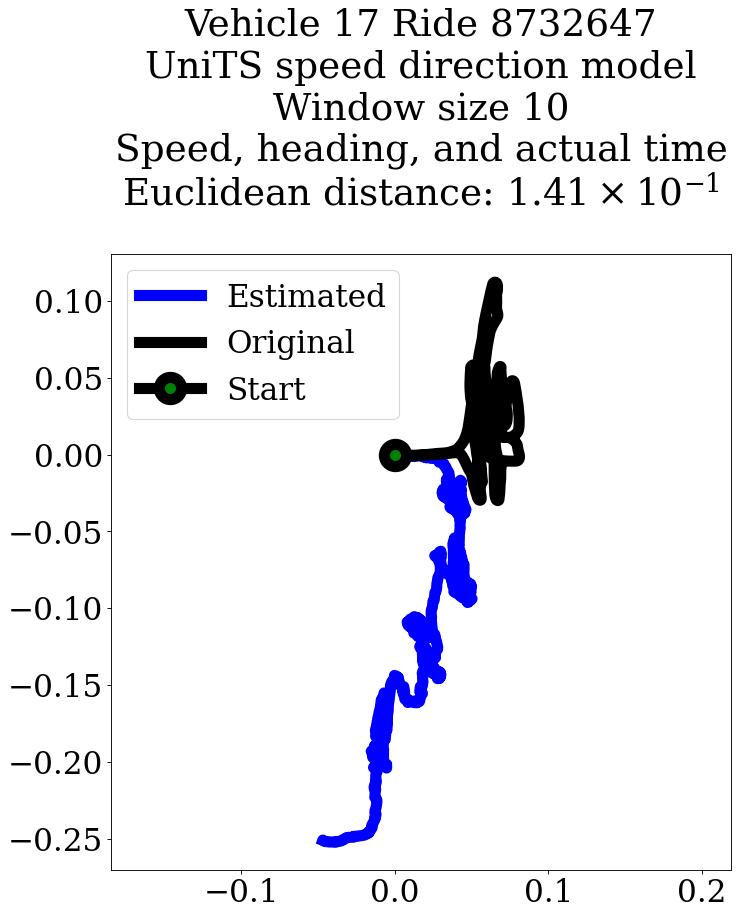 Vehicle 17 Ride 8732647
UniTS speed direction model
Window size 10
Speed, heading, and actual time
Euclidean distance: 1.41 × 10⁻¹
Estimated
Original
Start
0.10
0.05
0.00
−0.05
−0.10
−0.15
−0.20
−0.25
−0.1 0.0 0.1 0.2